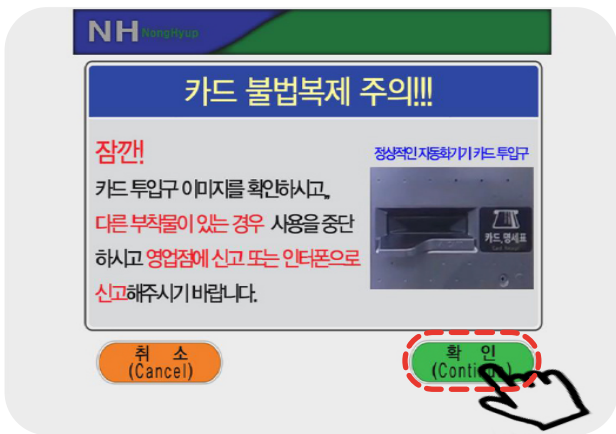 NH NongHyup
카드 불법복제 주의!!!
잠깐!
카드 투입구 이미지를 확인하시고,,
다른 부착물이 있는 경우 사용을 중단
하시고 영업점에 신고 또는 인터폰으로
신고해주시기 바랍니다.
정상적인 자동화기기 카드 투입구
카드, 명세표
취 소
(Cancel)
확 인